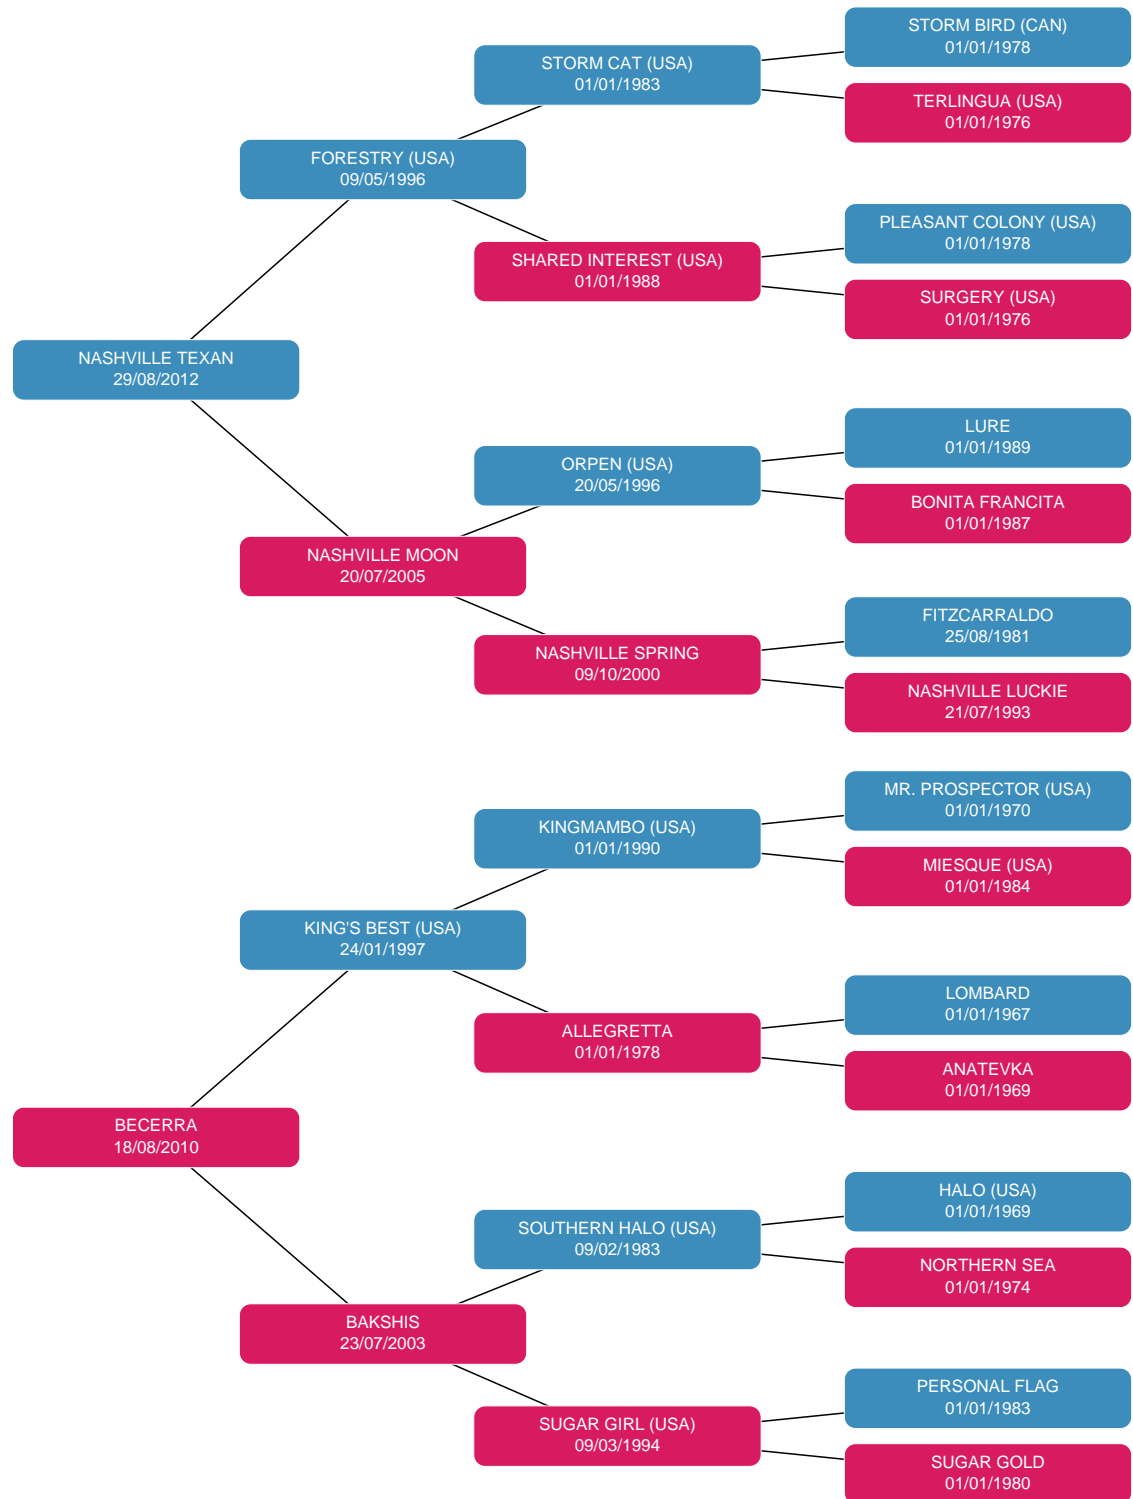 STORM BIRD (CAN)
01/01/1978
STORM CAT (USA)
01/01/1983
TERLINGUA (USA)
01/01/1976
FORESTRY (USA)
09/05/1996
PLEASANT COLONY (USA)
01/01/1978
SHARED INTEREST (USA)
01/01/1988
SURGERY (USA)
01/01/1976
NASHVILLE TEXAN
29/08/2012
LURE
01/01/1989
ORPEN (USA)
20/05/1996
BONITA FRANCITA
01/01/1987
NASHVILLE MOON
20/07/2005
FITZCARRALDO
25/08/1981
NASHVILLE SPRING
09/10/2000
NASHVILLE LUCKIE
21/07/1993
MR. PROSPECTOR (USA)
01/01/1970
KINGMAMBO (USA)
01/01/1990
MIESQUE (USA)
01/01/1984
KING'S BEST (USA)
24/01/1997
LOMBARD
01/01/1967
ALLEGRETTA
01/01/1978
ANATEVKA
01/01/1969
BECERRA
18/08/2010
HALO (USA)
01/01/1969
SOUTHERN HALO (USA)
09/02/1983
NORTHERN SEA
01/01/1974
BAKSHIS
23/07/2003
PERSONAL FLAG
01/01/1983
SUGAR GIRL (USA)
09/03/1994
SUGAR GOLD
01/01/1980